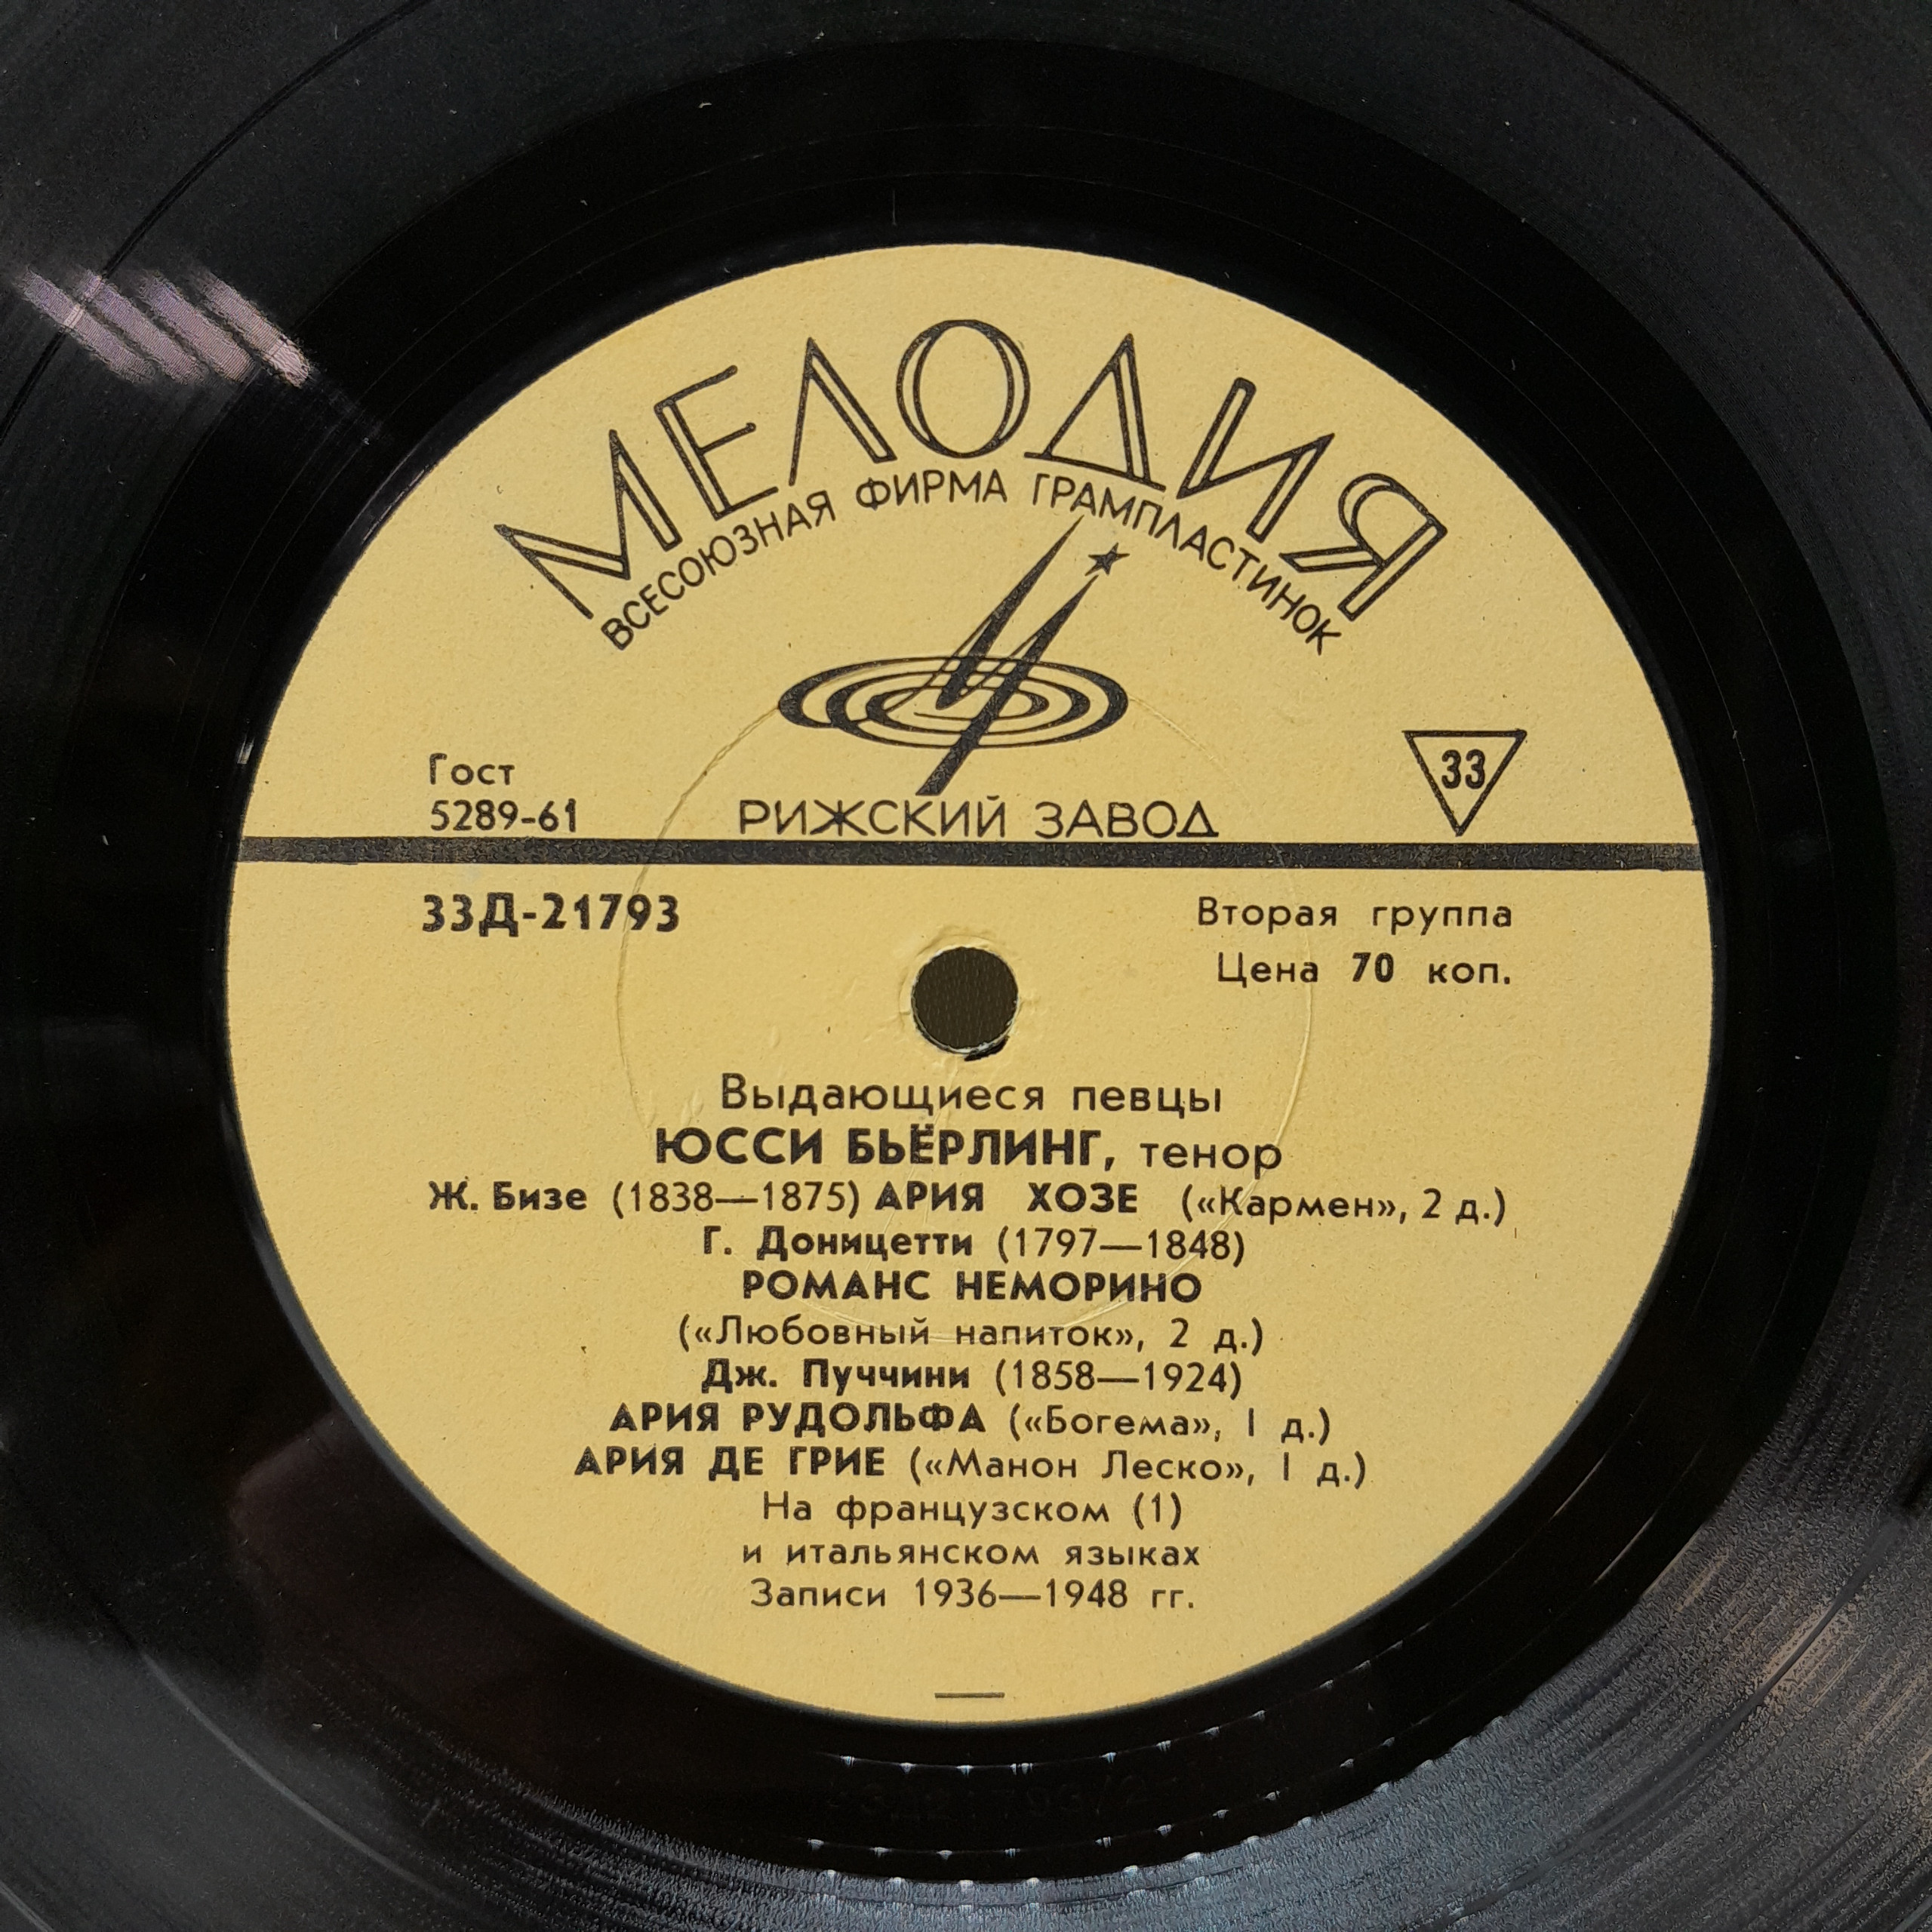 МЕЛОДИЯ
ВСЕСОЮЗНАЯ ФИРМА ГРАМПЛАСТИНОК
Гост
5289-61
РИЖСКИЙ ЗАВОД
33
33Д-21793
Вторая группа
Цена 70 коп.
Выдающиеся певцы
ЮССИ БЬЁРЛИНГ, тенор
Ж. Бизе (1838—1875) АРИЯ ХОЗЕ («Кармен», 2 д.)
Г. Доницетти (1797—1848)
РОМАНС НЕМОРИНО
(«Любовный напиток», 2 д.)
Дж. Пуччини (1858—1924)
АРИЯ РУДОЛЬФА («Богема», I д.)
АРИЯ ДЕ ГРИЕ («Манон Леско», I д.)
На французском (1)
и итальянском языках
Записи 1936—1948 гг.